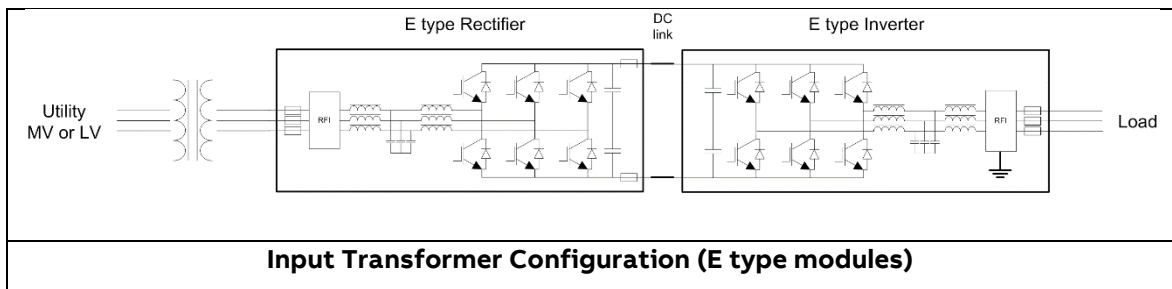 E type Rectifier
DC
link
E type Inverter
Utility
MV or LV
RFI
RFI
Load
Input Transformer Configuration (E type modules)